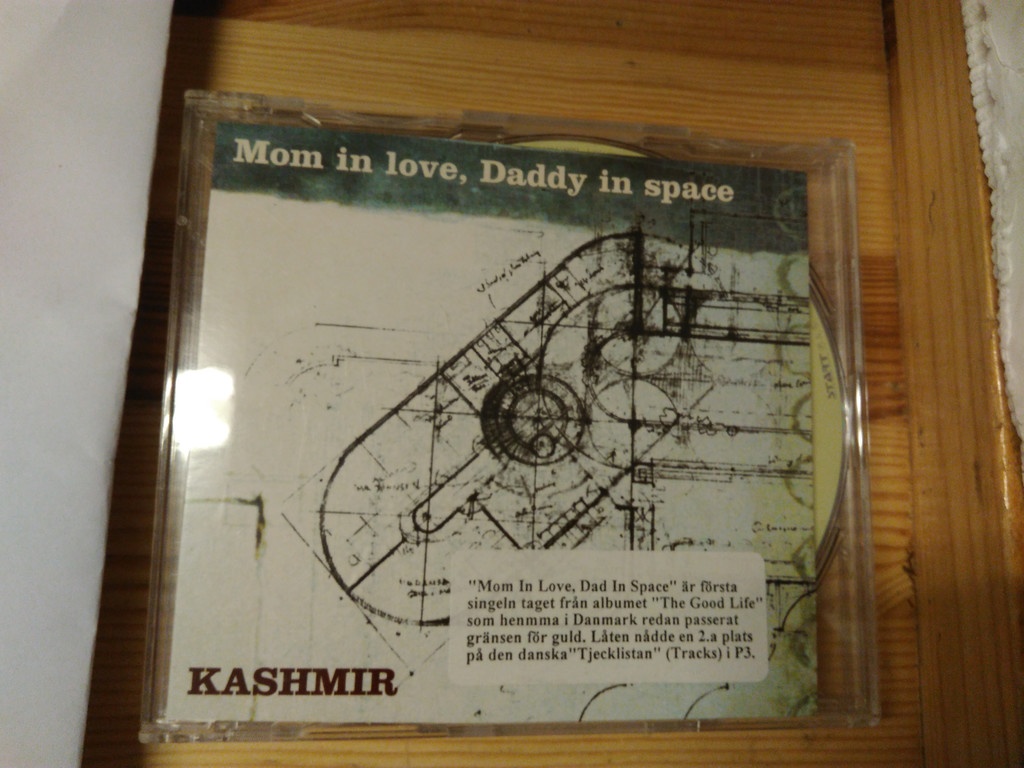 Mom in love, Daddy in space
"Mom In Love, Dad In Space" är första
singeln taget från albumet "The Good Life"
som henmma i Danmark redan passerat
gränsen för guld. Låten nådde en 2.a plats
på den danska"Tjecklistan" (Tracks) i P3.
KASHMIR